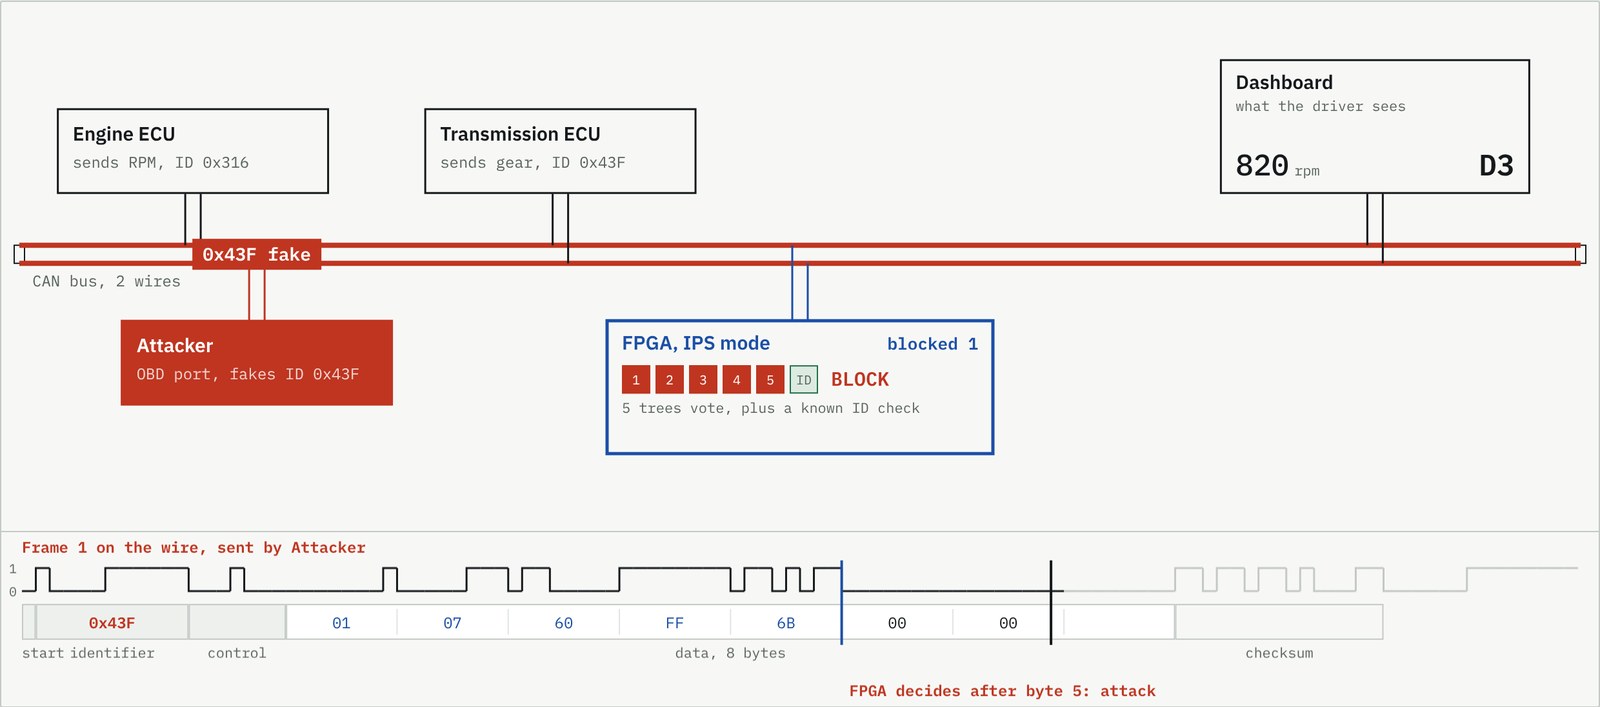 Dashboard
what the driver sees
820 rpm D3
Engine ECU
sends RPM, ID 0x316
Transmission ECU
sends gear, ID 0x43F
0x43F fake
CAN bus, 2 wires
Attacker
OBD port, fakes ID 0x43F
FPGA, IPS mode blocked 1
1 2 3 4 5 ID BLOCK
5 trees vote, plus a known ID check
Frame 1 on the wire, sent by Attacker
1
0
0x43F 01 07 60 FF 6B 00 00
start identifier control data, 8 bytes checksum
FPGA decides after byte 5: attack